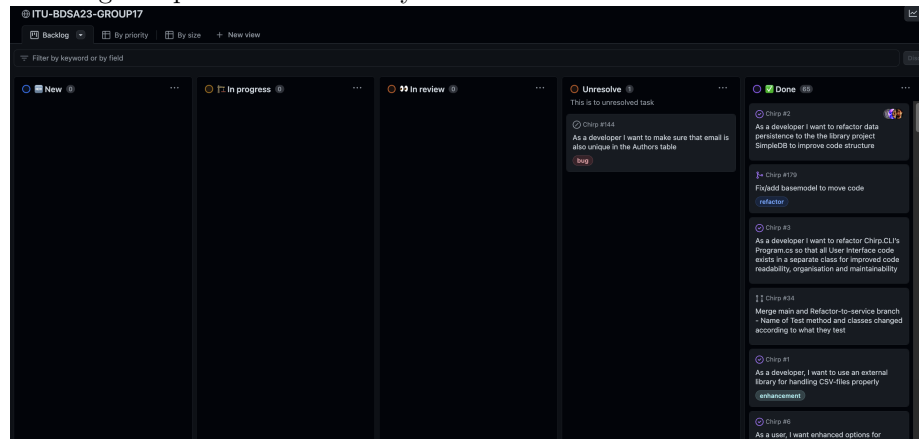 ITU-BDSA23-GROUP17
Backlog
By priority
By size
+ New view
Filter by keyword or by field
New 0
In progress 0
In review 0
Unresolve 1
This is to unresolved task
Chirp #144
As a developer I want to make sure that email is
also unique in the Authors table
bug
Done 68
Chirp #2
As a developer I want to refactor data
persistence to the the library project
SimpleDB to improve code structure
Chirp #179
Fix/add basemodel to move code
refactor
Chirp #3
As a developer I want to refactor Chirp.CLI's
Program.cs so that all User Interface code
exists in a separate class for improved code
readability, organisation and maintainability
Chirp #34
Merge main and Refactor-to-service branch
- Name of Test method and classes changed
according to what they test
Chirp #1
As a developer, I want to use an external
library for handling CSV-files properly
enhancement
Chirp #6
As a user, I want enhanced options for